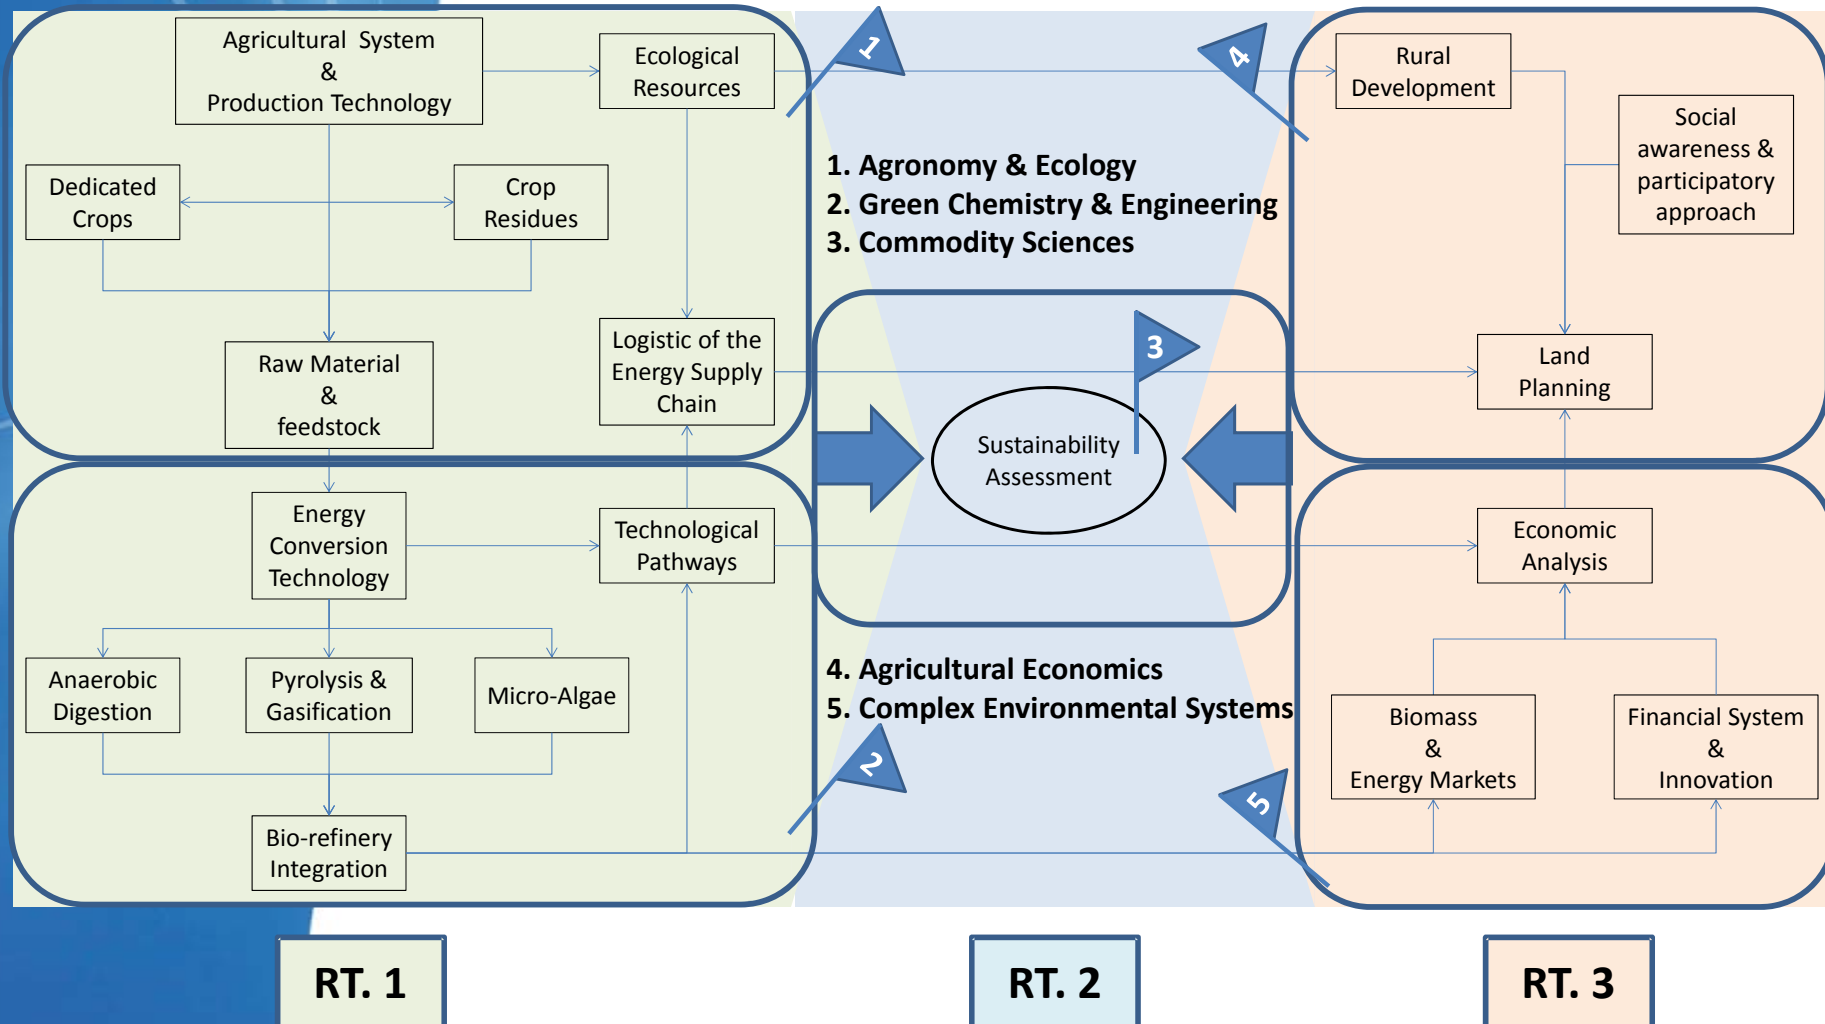 Agricultural System
&
Production Technology
Ecological
Resources
1
4
Rural
Development
Social
awareness &
participatory
approach
Dedicated
Crops
Crop
Residues
1. Agronomy & Ecology
2. Green Chemistry & Engineering
3. Commodity Sciences
Raw Material
&
feedstock
Logistic of the
Energy Supply
Chain
3
Land
Planning
Sustainability
Assessment
Energy
Conversion
Technology
Technological
Pathways
Economic
Analysis
Anaerobic
Digestion
Pyrolysis &
Gasification
Micro-Algae
4. Agricultural Economics
5. Complex Environmental Systems
2
5
Biomass
&
Energy Markets
Financial System
&
Innovation
Bio-refinery
Integration
RT. 1
RT. 2
RT. 3